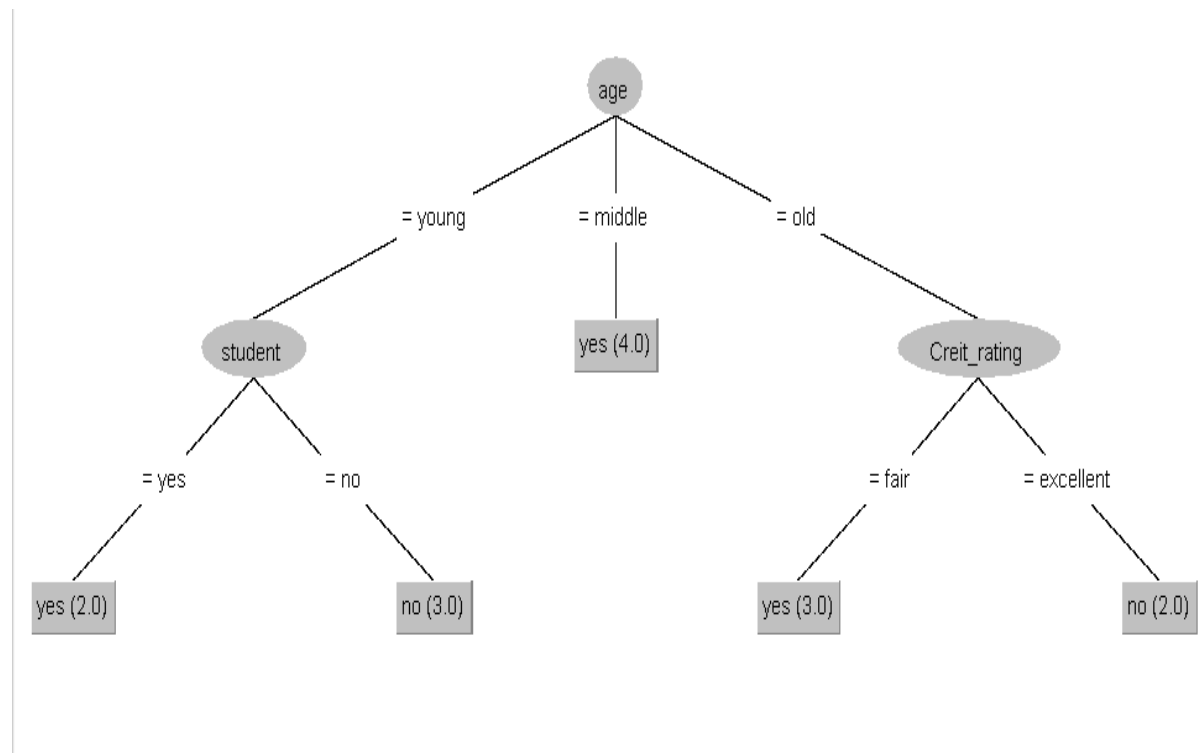 age
= young
= middle
= old
student
yes (4.0)
Creit_rating
= yes
= no
= fair
= excellent
yes (2.0)
no (3.0)
yes (3.0)
no (2.0)